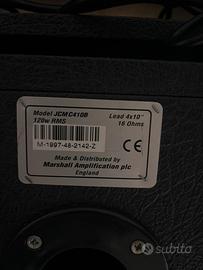 Model JCMC410B
Load 4x10"
120w RMS
16 Ohms
M-1997-48-2142-Z
CE
Made & Distributed by
Marshall Amplification plc
England
subito